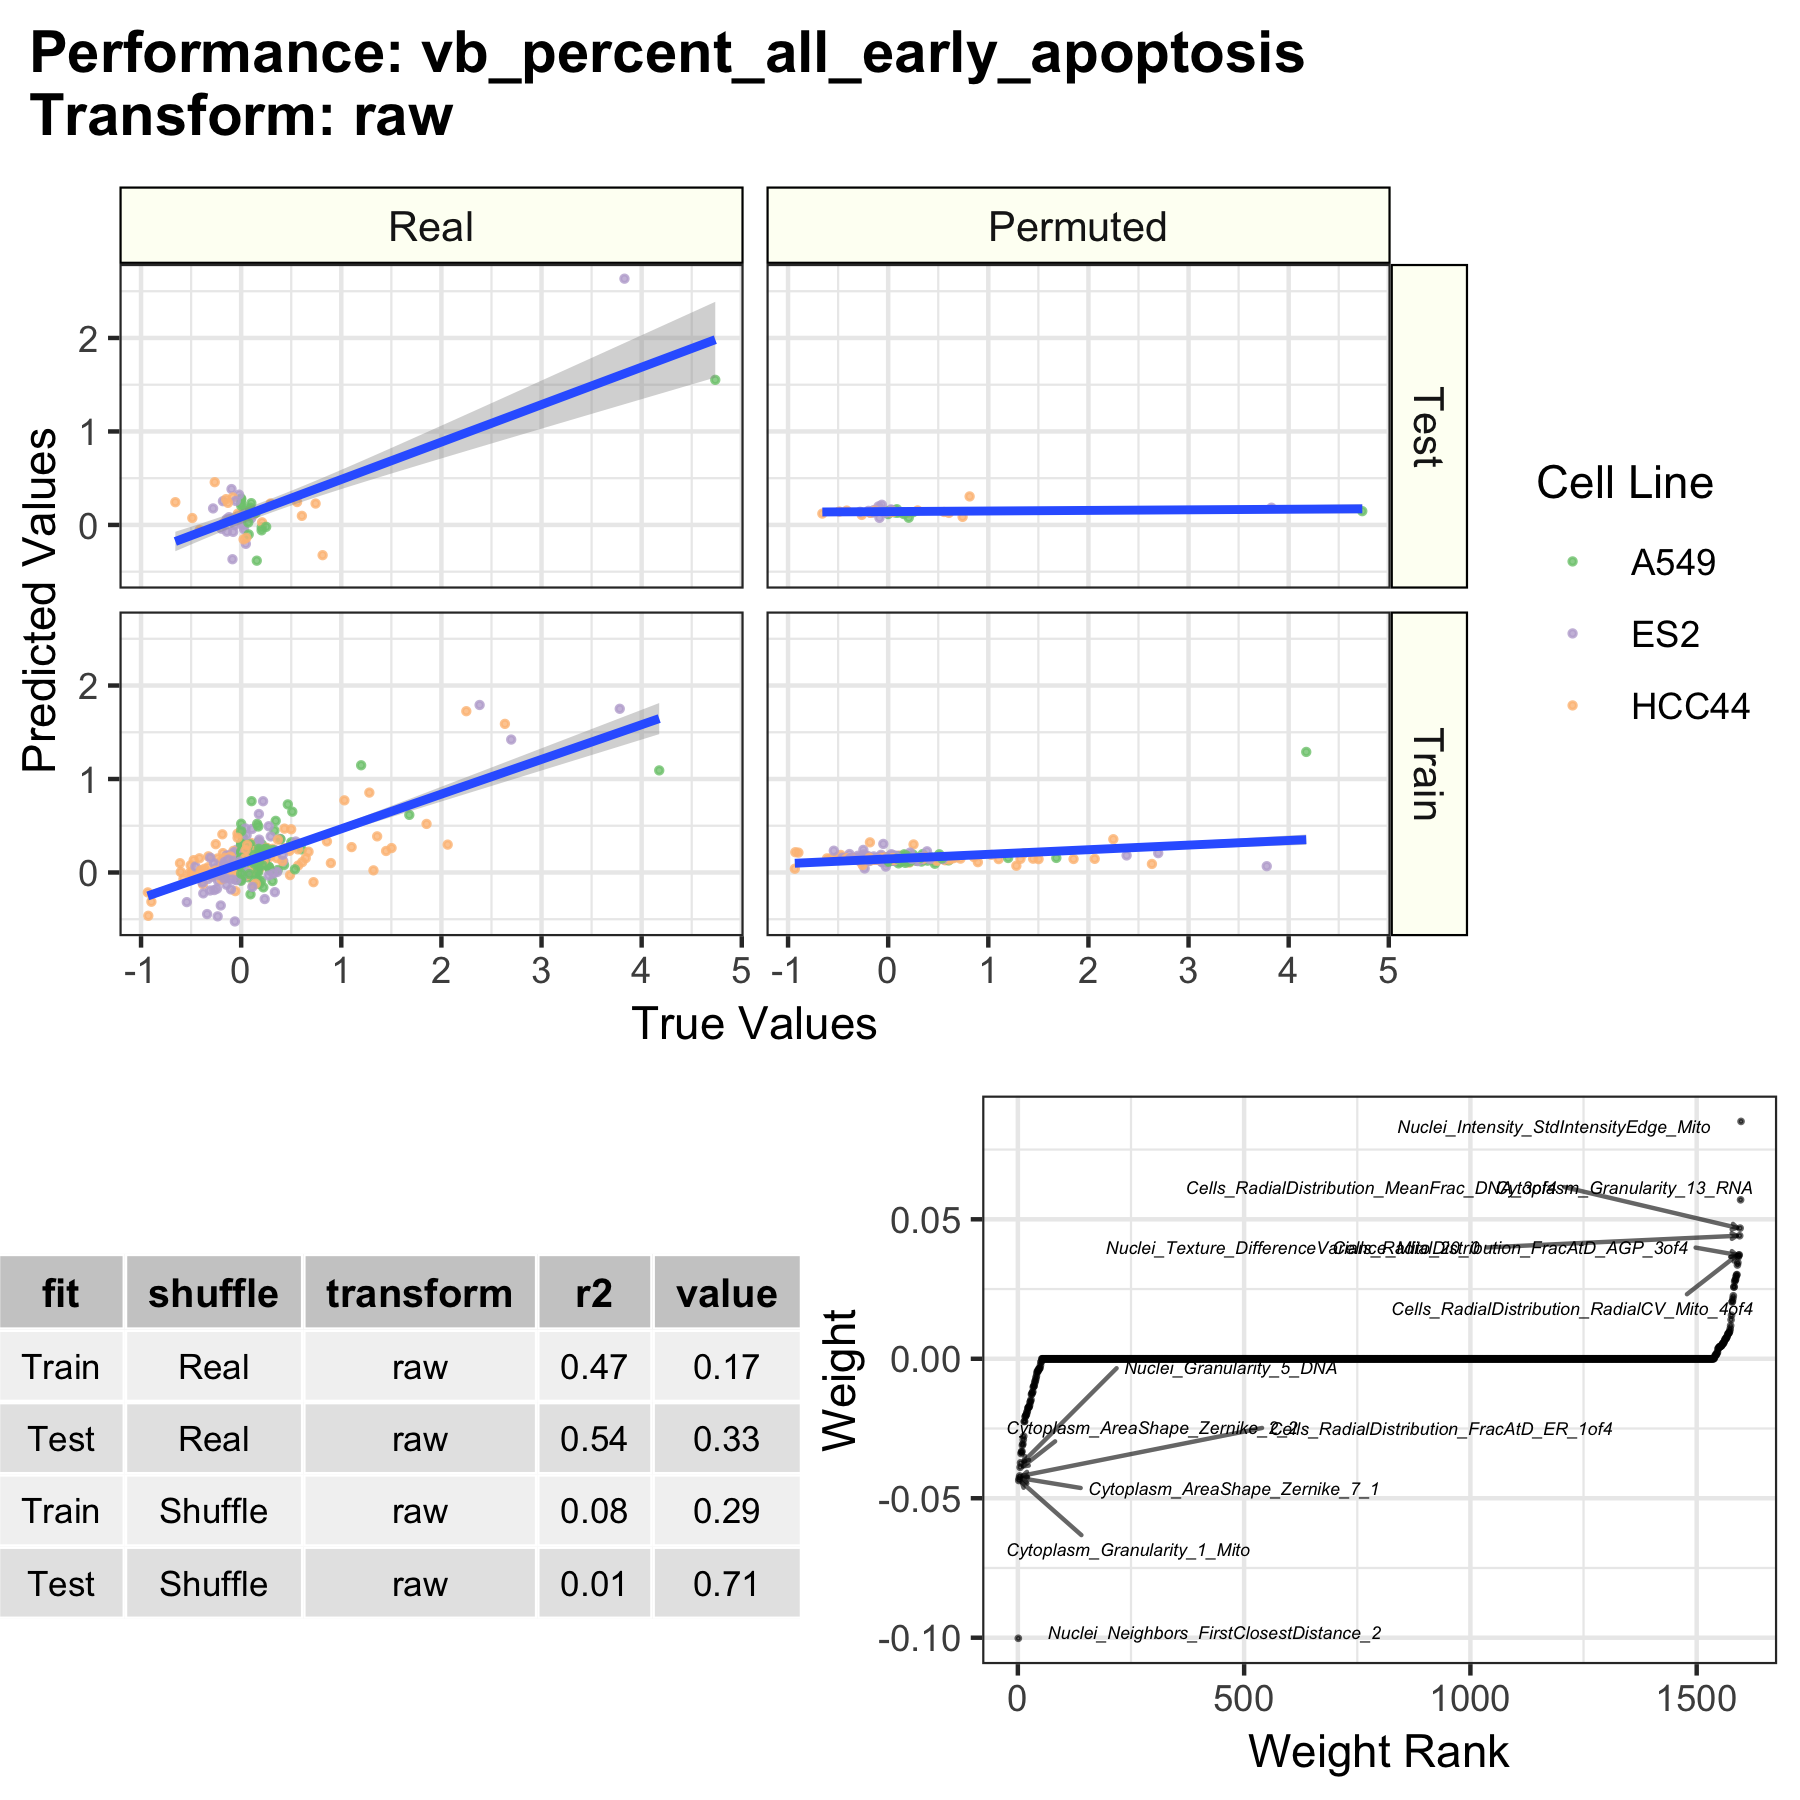 Performance: vb_percent_all_early_apoptosis
Transform: raw
Real
Permuted
Test
Train
Predicted Values
2
1
0
2
1
0
-1
0
1
2
3
4
5
-1
0
1
2
3
4
5
True Values
Cell Line
A549
ES2
HCC44
fit shuffle transform r2 value
Train Real raw 0.47 0.17
Test Real raw 0.54 0.33
Train Shuffle raw 0.08 0.29
Test Shuffle raw 0.01 0.71
Weight
0.05
0.00
-0.05
-0.10
Nuclei_Intensity_StdIntensityEdge_Mito
Cells_RadialDistribution_MeanFrac_DNA_3of4
Cytoplasm_Granularity_13_RNA
Nuclei_Texture_DifferenceVariance_Mito_20_0
Cells_RadialDistribution_FracAtD_AGP_3of4
Cells_RadialDistribution_RadialCV_Mito_4of4
Nuclei_Granularity_5_DNA
Cytoplasm_AreaShape_Zernike_2_2
Cells_RadialDistribution_FracAtD_ER_1of4
Cytoplasm_AreaShape_Zernike_7_1
Cytoplasm_Granularity_1_Mito
Nuclei_Neighbors_FirstClosestDistance_2
0
500
1000
1500
Weight Rank